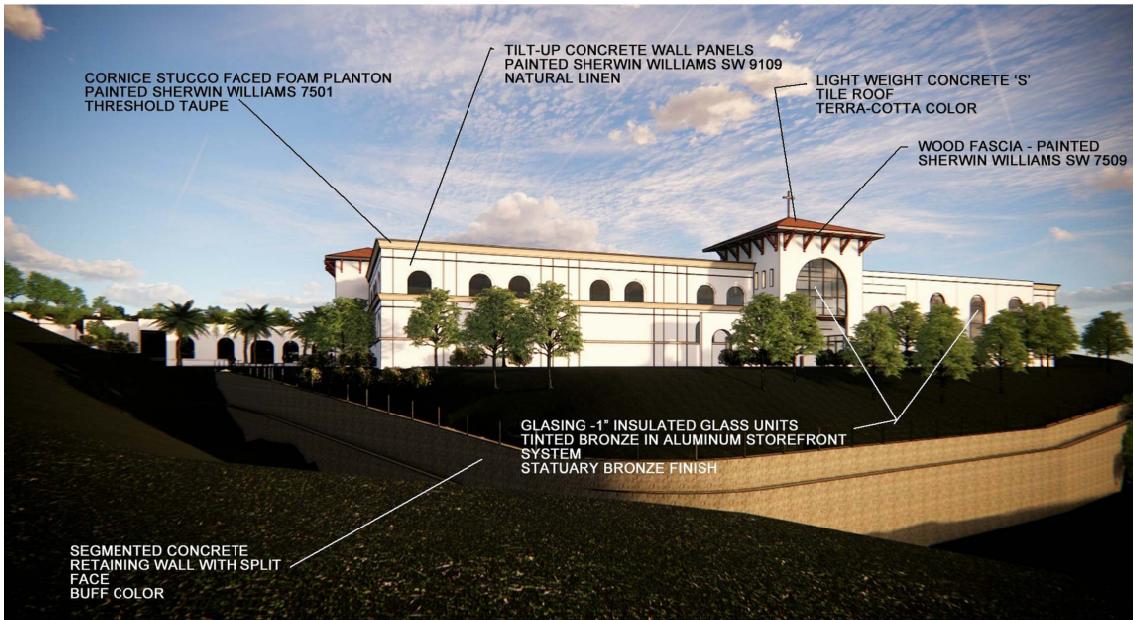 TILT-UP CONCRETE WALL PANELS
PAINTED SHERWIN WILLIAMS SW 9109
NATURAL LINEN
CORNICE STUCCO FACED FOAM PLANTON
PAINTED SHERWIN WILLIAMS 7501
THRESHOLD TAUPE
LIGHT WEIGHT CONCRETE 'S'
TILE ROOF
TERRA-COTTA COLOR
WOOD FASCIA - PAINTED
SHERWIN WILLIAMS SW 7509
GLASING -1" INSULATED GLASS UNITS
TINTED BRONZE IN ALUMINUM STOREFRONT
SYSTEM
STATUARY BRONZE FINISH
SEGMENTED CONCRETE
RETAINING WALL WITH SPLIT
FACE
BUFF COLOR